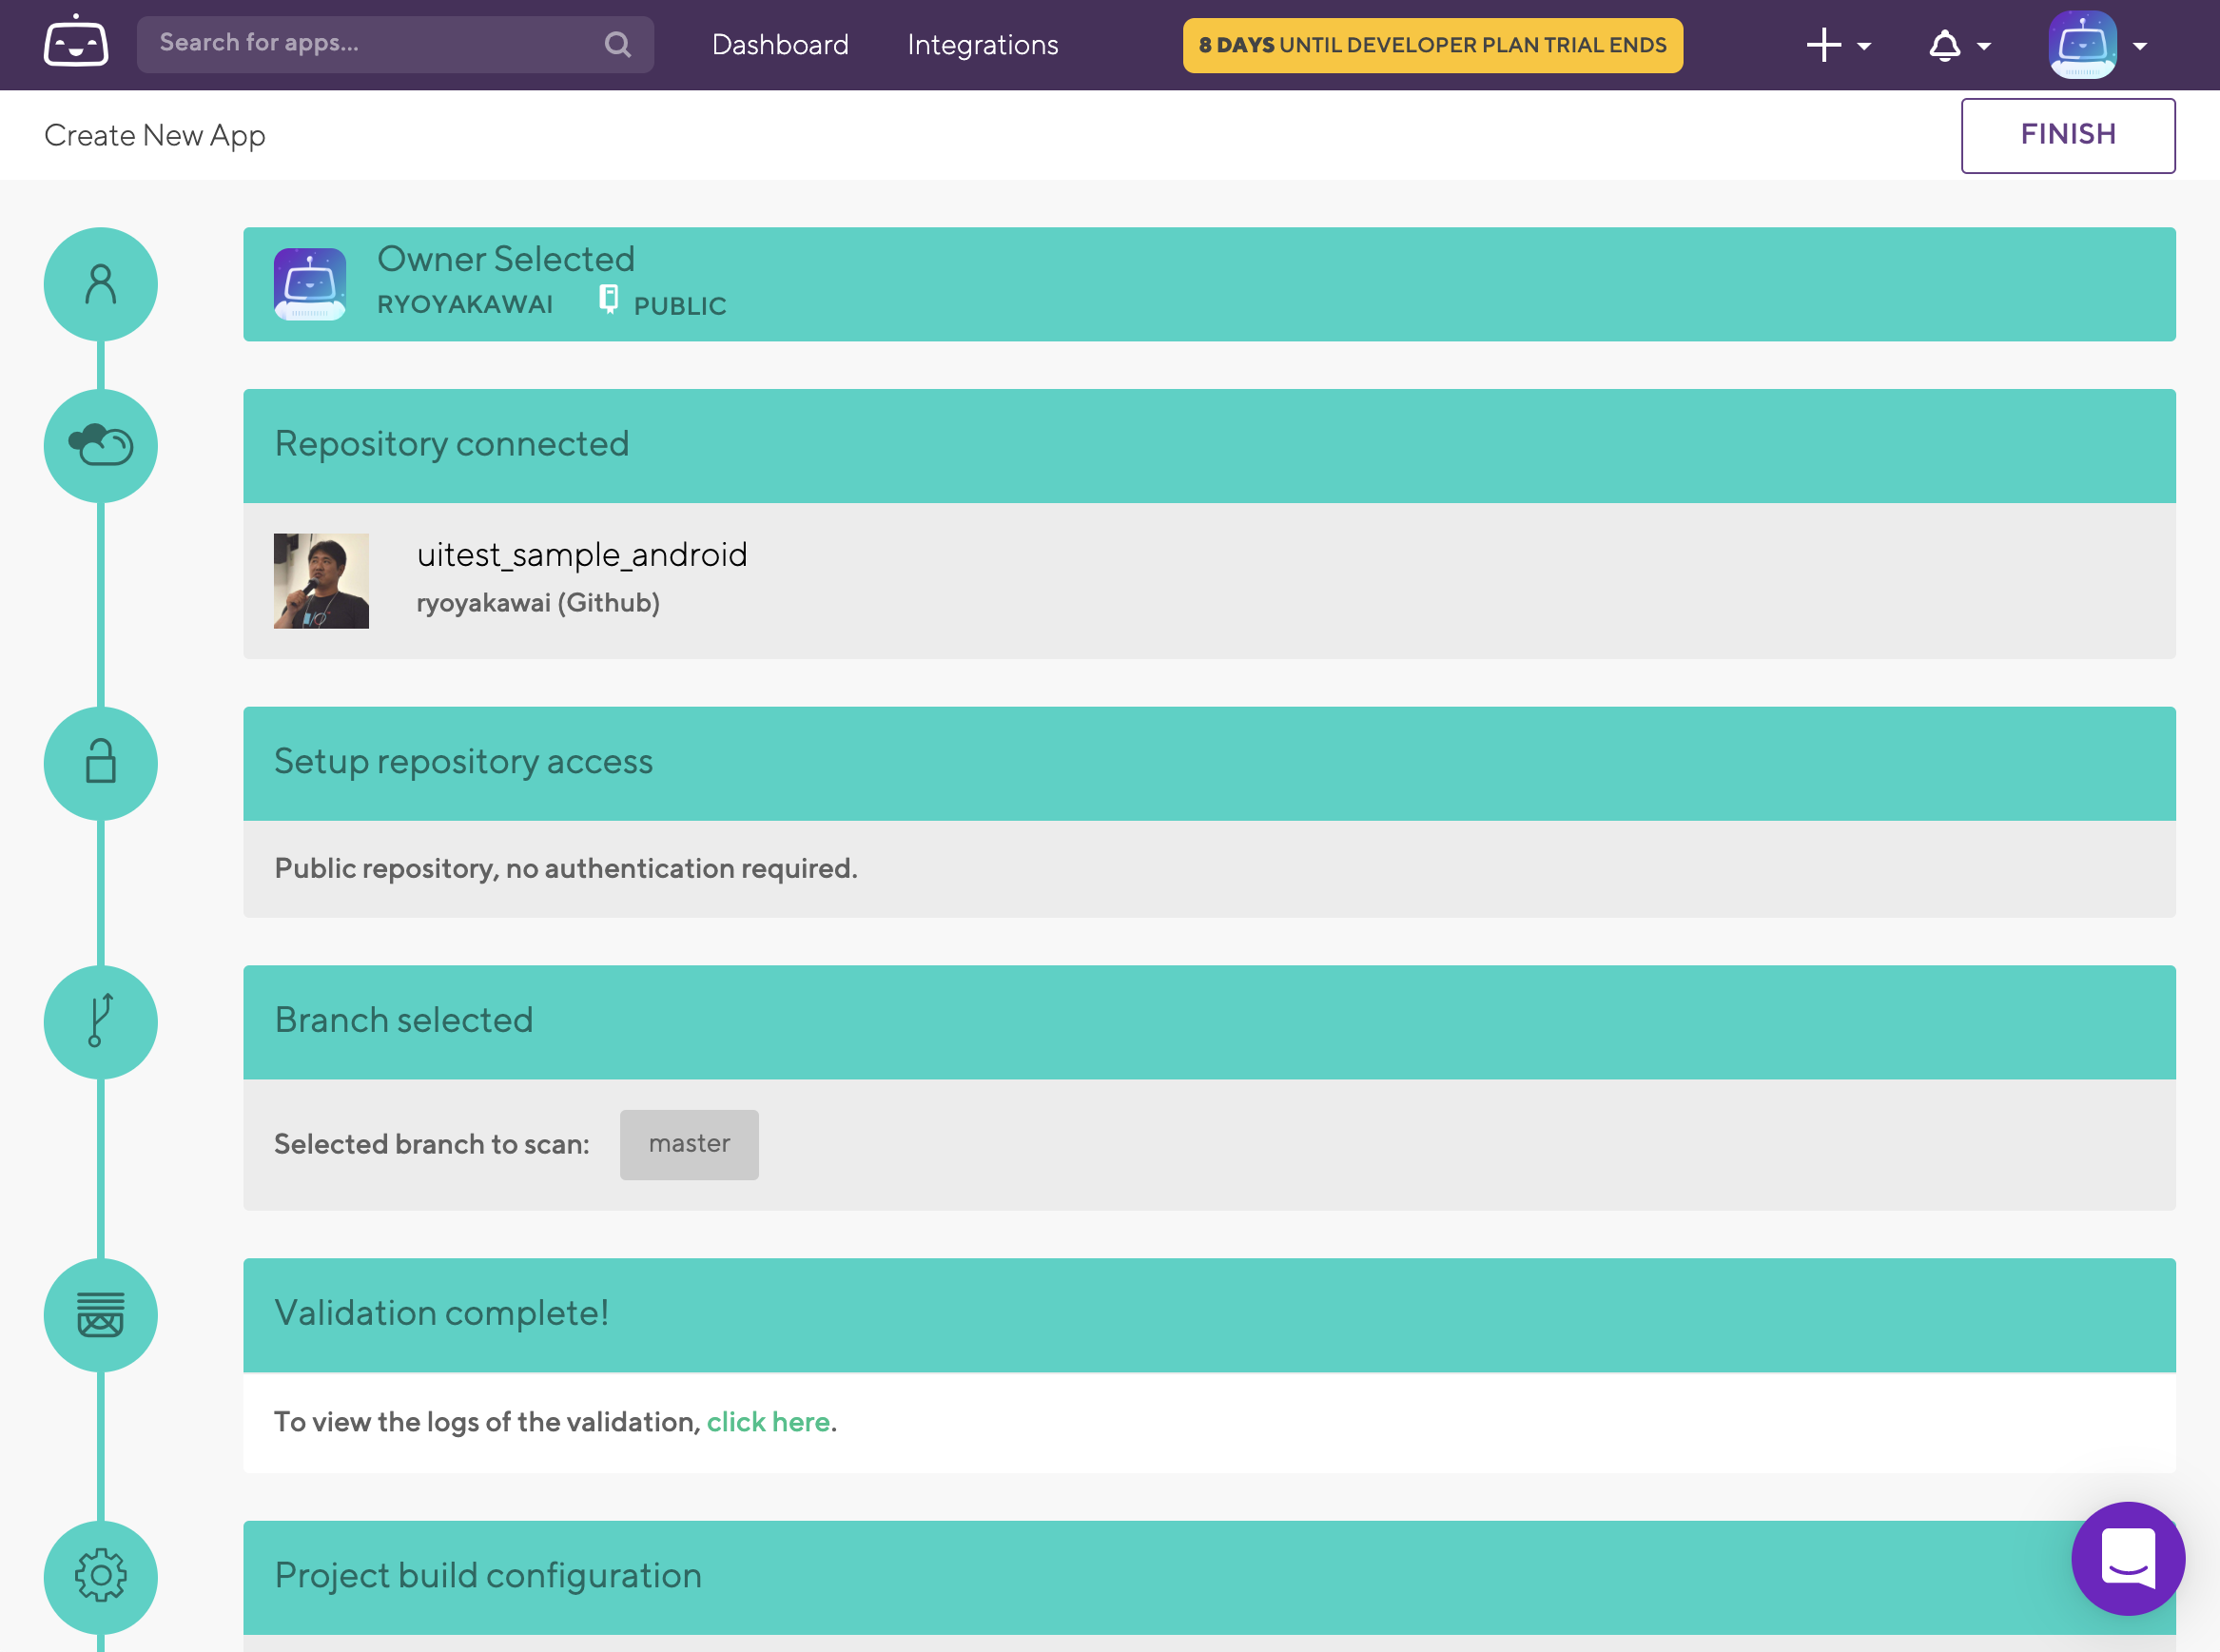 Search for apps...
Dashboard
Integrations
8 DAYS UNTIL DEVELOPER PLAN TRIAL ENDS
Create New App
FINISH
Owner Selected
RYOYAKAWAI PUBLIC
Repository connected
uitest_sample_android
ryoyakawai (Github)
Setup repository access
Public repository, no authentication required.
Branch selected
Selected branch to scan: master
Validation complete!
To view the logs of the validation, click here.
Project build configuration